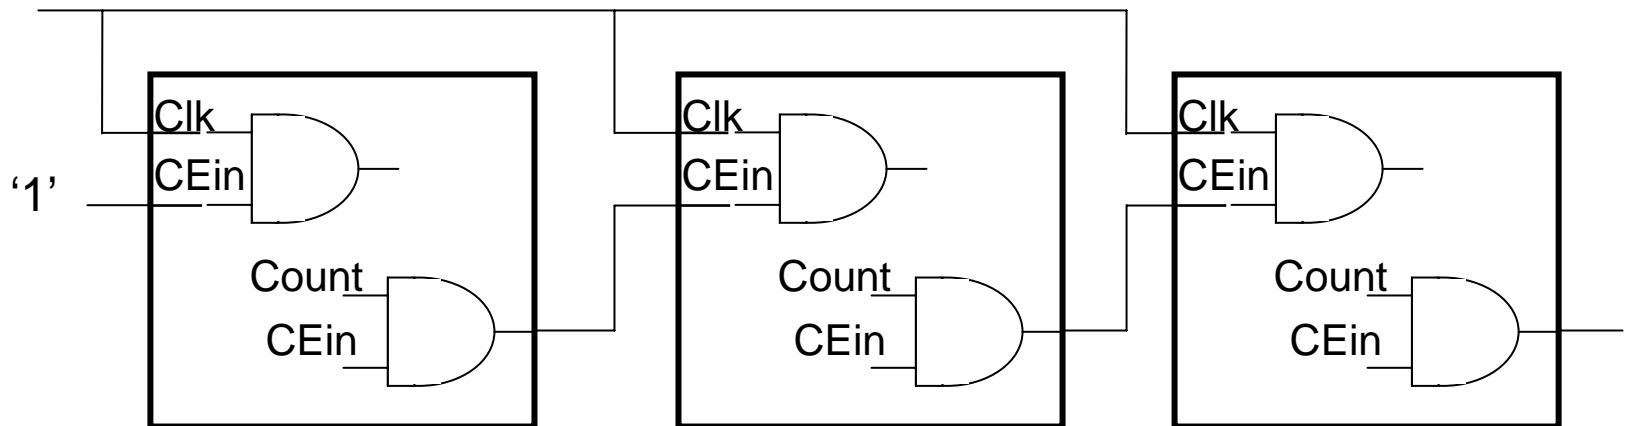 Clk Clk Clk
‘1’ CEin CEin CEin
Count Count Count
CEin CEin CEin